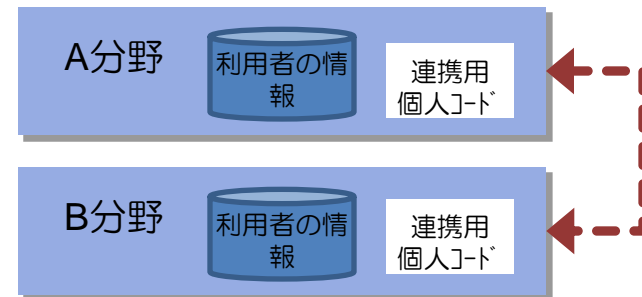 A分野
利用者の情
報
連携用
個人ｺｰﾄﾞ
B分野
利用者の情
報
連携用
個人ｺｰﾄﾞ